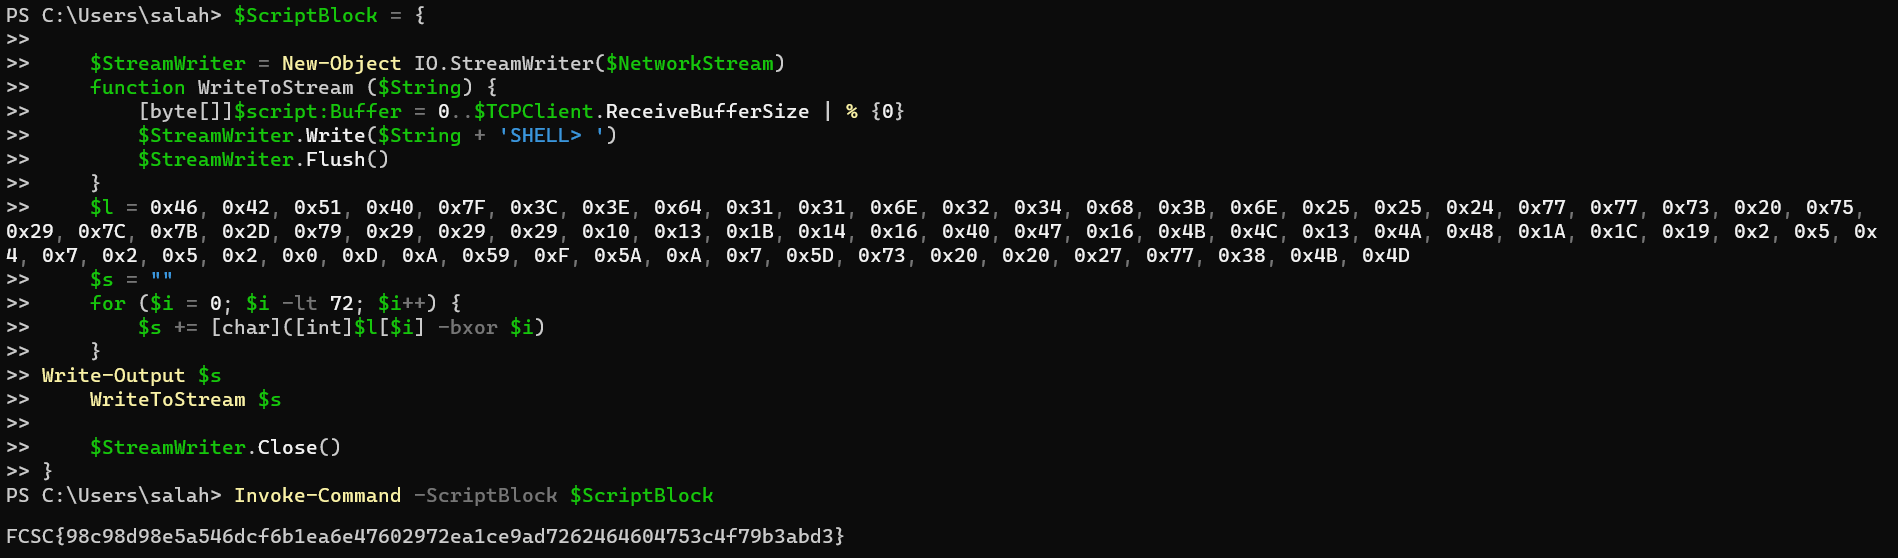 PS C:\Users\salah> $ScriptBlock = {
>>
>>     $StreamWriter = New-Object IO.StreamWriter($NetworkStream)
>>     function WriteToStream ($String) {
>>         [byte[]]$script:Buffer = 0..$TCPClient.ReceiveBufferSize | % {0}
>>         $StreamWriter.Write($String + 'SHELL> ')
>>         $StreamWriter.Flush()
>>     }
>>     $l = 0x46, 0x42, 0x51, 0x40, 0x7F, 0x3C, 0x3E, 0x64, 0x31, 0x31, 0x6E, 0x32, 0x34, 0x68, 0x3B, 0x6E, 0x25, 0x25, 0x24, 0x77, 0x77, 0x73, 0x20, 0x75,
0x29, 0x7C, 0x7B, 0x2D, 0x79, 0x29, 0x29, 0x29, 0x10, 0x13, 0x1B, 0x14, 0x16, 0x40, 0x47, 0x16, 0x4B, 0x4C, 0x13, 0x4A, 0x48, 0x1A, 0x1C, 0x19, 0x2, 0x5, 0x
4, 0x7, 0x2, 0x5, 0x2, 0x0, 0xD, 0xA, 0x59, 0xF, 0x5A, 0xA, 0x7, 0x5D, 0x73, 0x20, 0x20, 0x27, 0x77, 0x38, 0x4B, 0x4D
>>     $s = ""
>>     for ($i = 0; $i -lt 72; $i++) {
>>         $s += [char]([int]$l[$i] -bxor $i)
>>     }
>> Write-Output $s
>>     WriteToStream $s
>>
>>     $StreamWriter.Close()
>> }
PS C:\Users\salah> Invoke-Command -ScriptBlock $ScriptBlock
FCSC{98c98d98e5a546dcf6b1ea6e47602972ea1ce9ad7262464604753c4f79b3abd3}